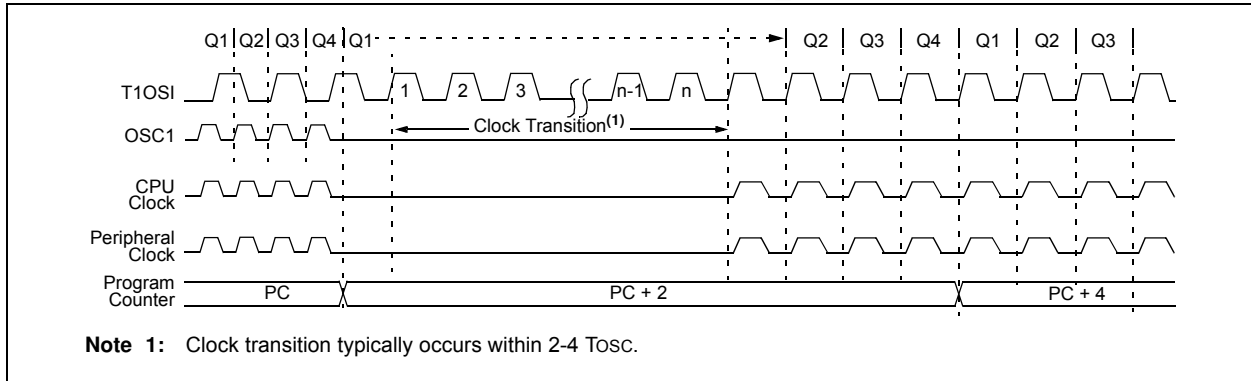 Q1 Q2 Q3 Q4 Q1 Q2 Q3 Q4 Q1 Q2 Q3
T1OSI 1 2 3 n-1 n
Clock Transition(1)
OSC1
CPU
Clock
Peripheral
Clock
Program
Counter
PC PC + 2 PC + 4
Note 1: Clock transition typically occurs within 2-4 TOSC.